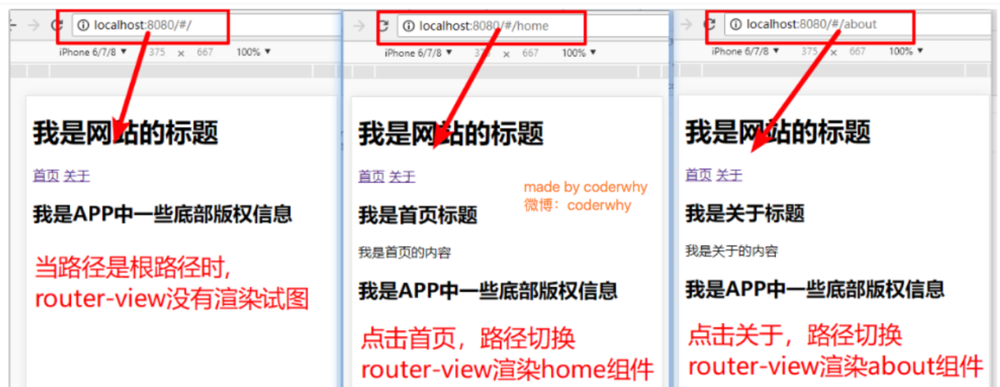 localhost:8080/#/
iPhone 6/7/8 ▼ 375 × 667 100% ▼
我是网站的标题
首页 关于
我是APP中一些底部版权信息
当路径是根路径时,
router-view没有渲染试图
localhost:8080/#/home
iPhone 6/7/8 ▼ 375 × 667 100% ▼
我是网站的标题
首页 关于
made by coderwhy
微博：coderwhy
我是首页标题
我是首页的内容
我是APP中一些底部版权信息
点击首页，路径切换
router-view渲染home组件
localhost:8080/#/about
iPhone 6/7/8 ▼ 375 × 667 100% ▼
我是网站的标题
首页 关于
我是关于标题
我是关于的内容
我是APP中一些底部版权信息
点击关于，路径切换
router-view渲染about组件